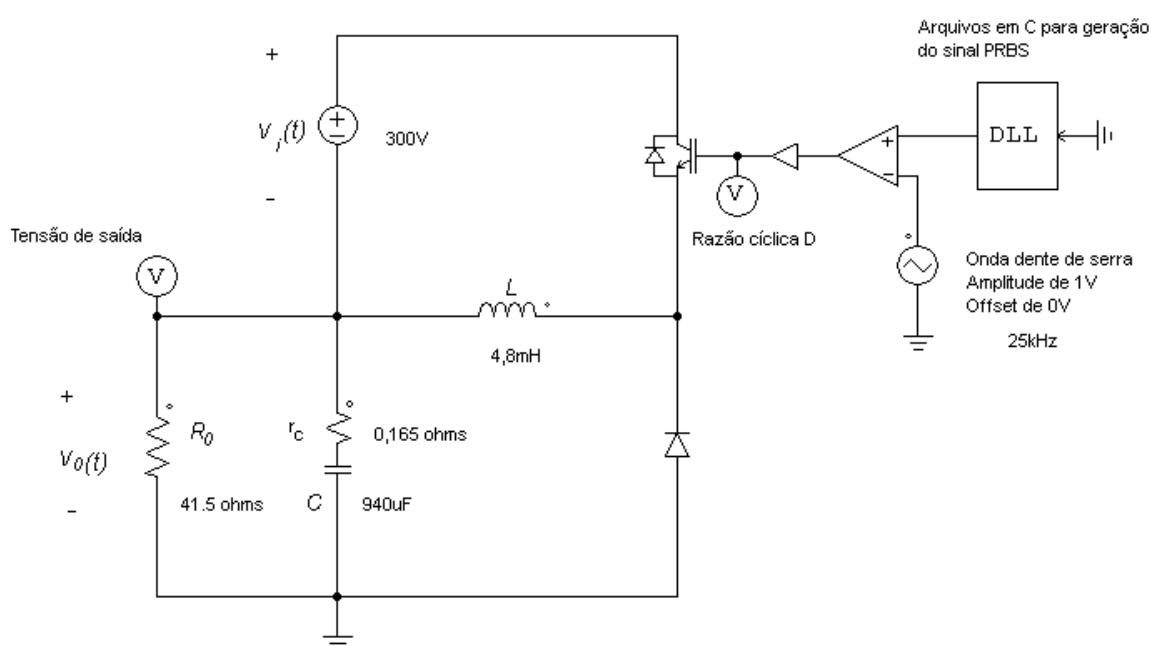 Arquivos em C para geração
do sinal PRBS
+
V_i(t)
+
−
300V
−
DLL
+
−
V
Razão cíclica D
Onda dente de serra
Amplitude de 1V
Offset de 0V
25kHz
Tensão de saída
V
L
4,8mH
+
V_0(t)
−
R_0
41.5 ohms
r_c
0,165 ohms
C
940uF